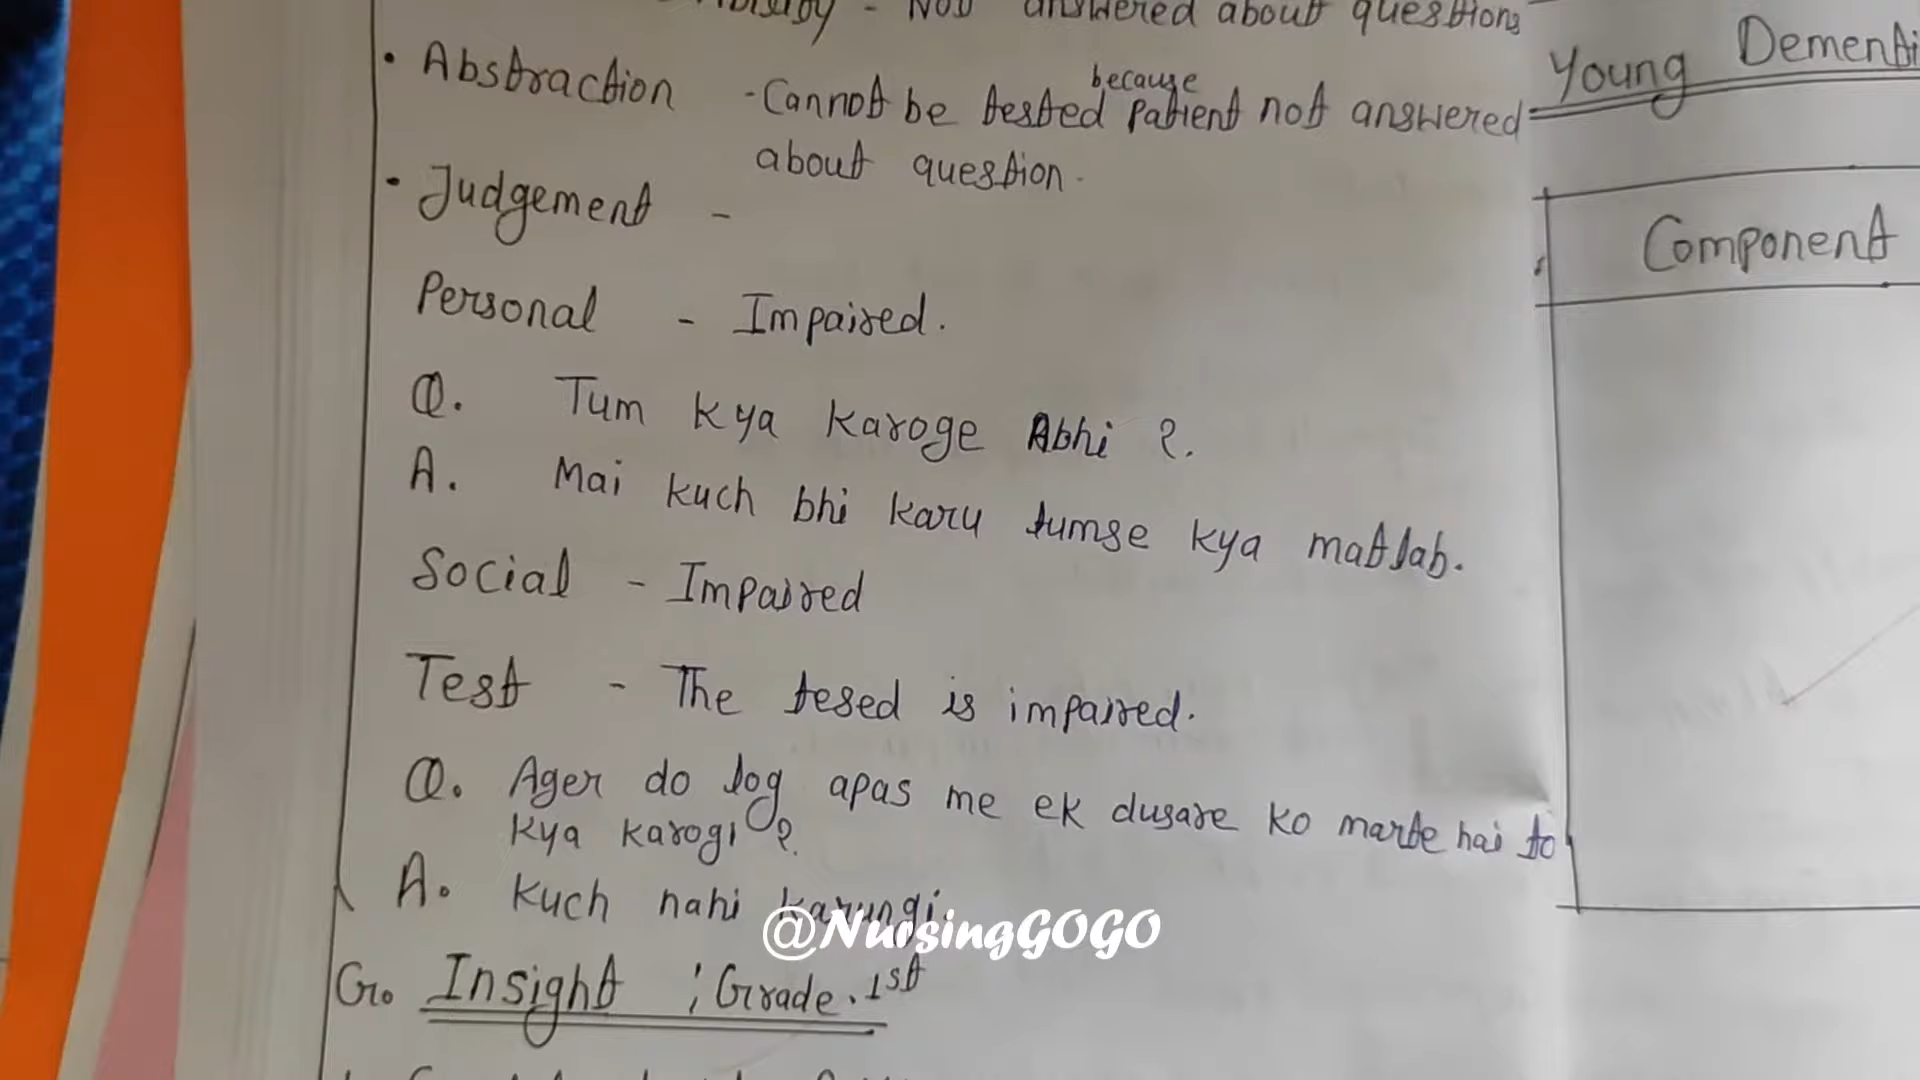 - Not answered about questions
• Abstraction - Cannot be tested because patient not answered
about question.
• Judgement -
Personal - Impaired.
Q. Tum kya karoge Abhi ?.
A. Mai kuch bhi karu tumse kya matlab.
Social - Impaired
Test - The tesed is impaired.
Q. Ager do log apas me ek dusare ko marte hai to
kya karogi ?.
A. kuch nahi karungi.
@NursingGOGO
G. Insight ; Grade. 1st
Young Dementi
Component